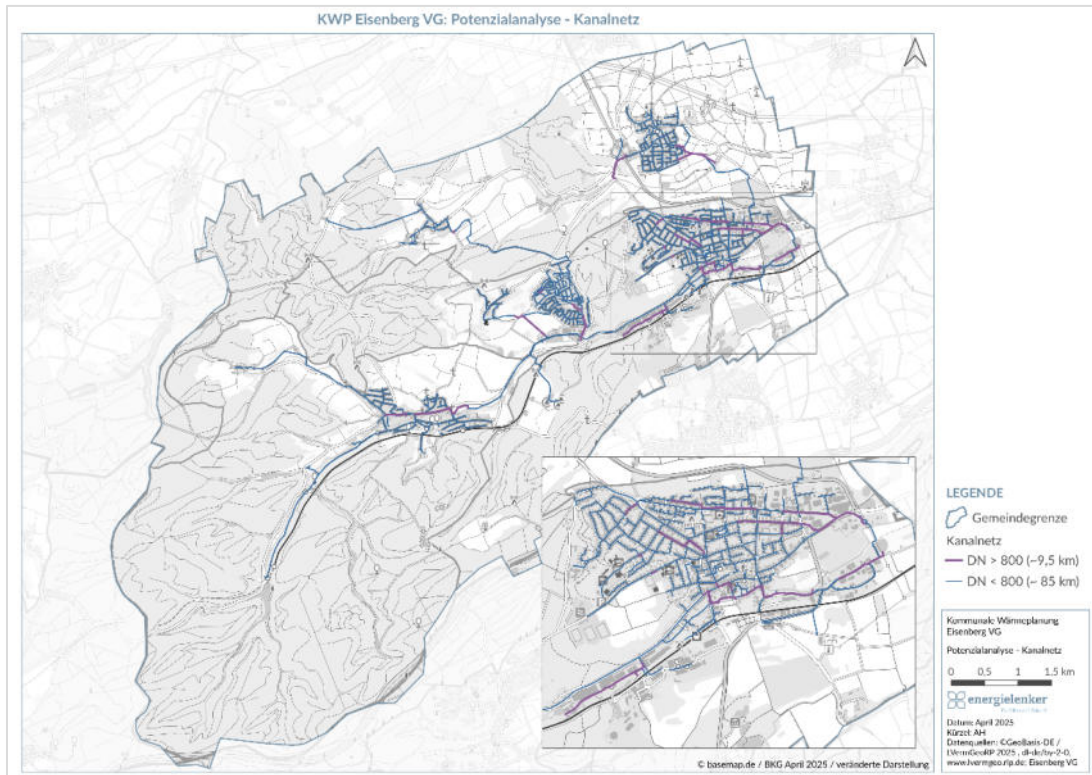 KWP Eisenberg VG: Potenzialanalyse - Kanalnetz
LEGENDE
Gemeindegrenze
Kanalnetz
DN > 800 (~9,5 km)
DN < 800 (~ 85 km)
Kommunale Wärmeplanung
Eisenberg VG
Potenzialanalyse - Kanalnetz
0 0,5 1 1,5 km
energielenker
Datum: April 2025
Kürzel: AH
Datenquellen: ©GeoBasis-DE /
LVermGeoRP 2025 , dl-de/by-2-0,
www.lvermgeo.rlp.de; Eisenberg VG
© basemap.de / BKG April 2025 / veränderte Darstellung